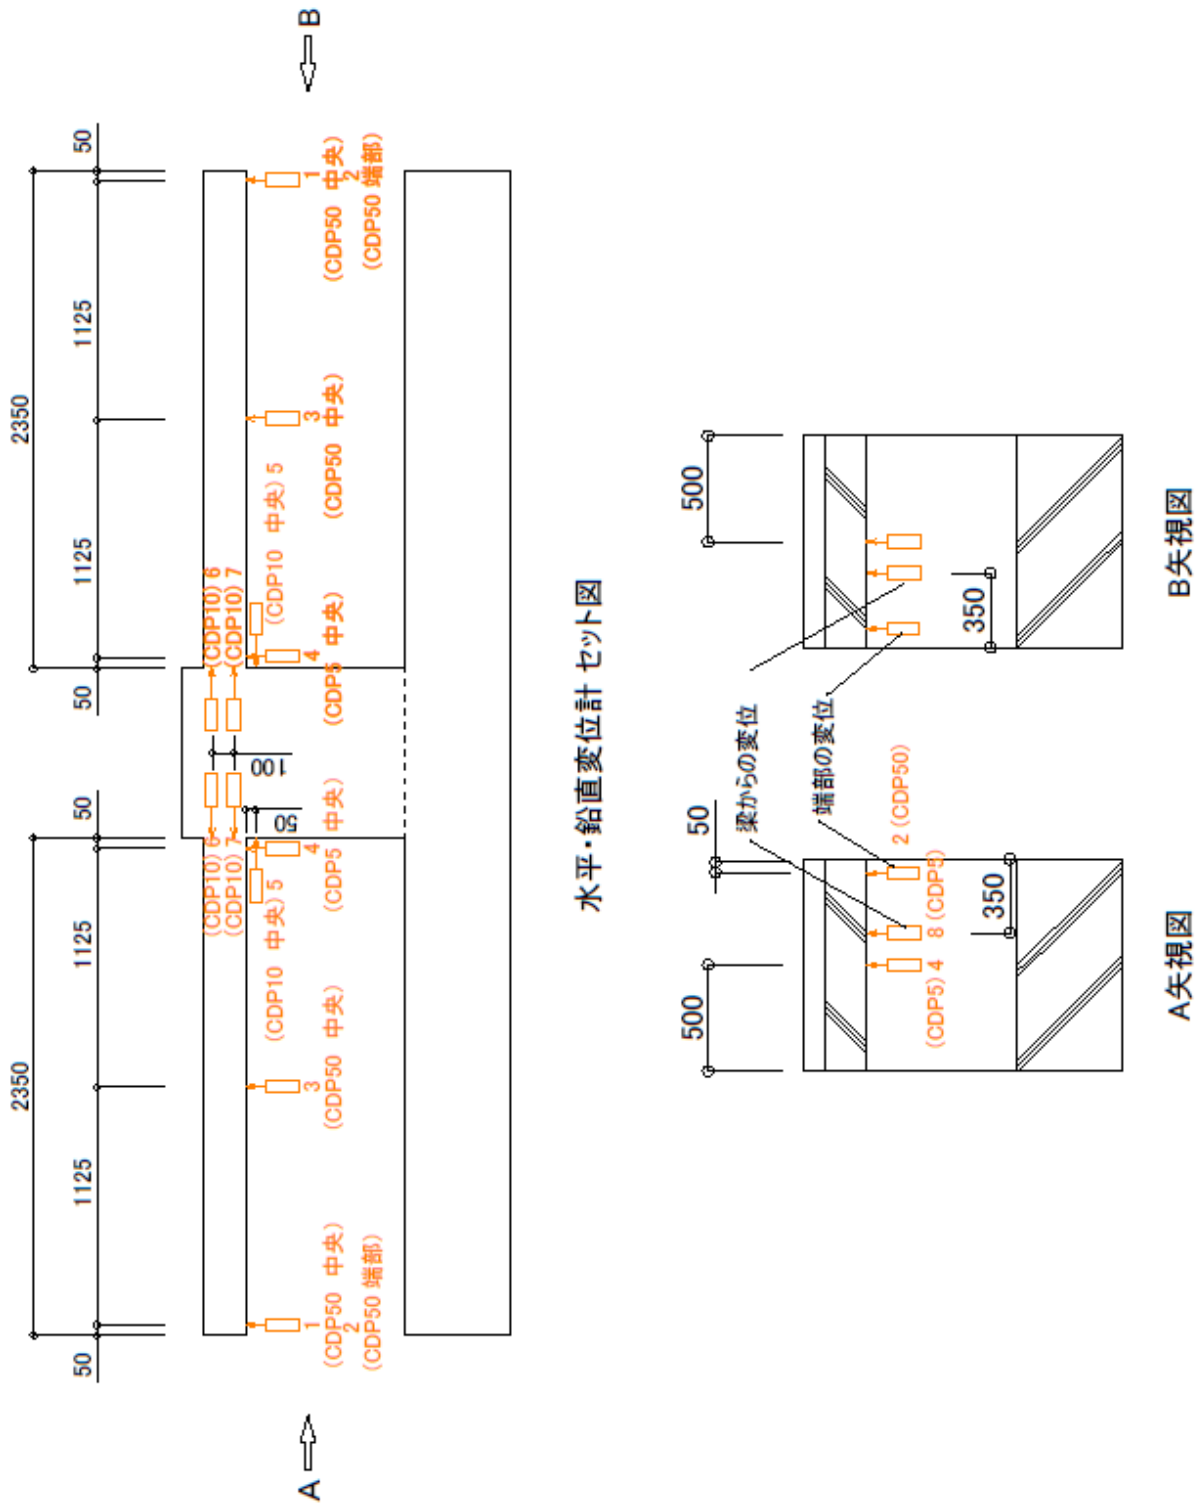 2350
2350
50
1125
1125
50
50
1125
1125
50
A
B
(CDP10) 6
(CDP10) 7
(CDP10) 6
(CDP10) 7
100
50
(CDP10 中央) 5
(CDP10 中央) 5
1
(CDP50 中央)
2
(CDP50 端部)
3
(CDP50 中央)
4
(CDP5 中央)
4
(CDP5 中央)
3
(CDP50 中央)
1
(CDP50 中央)
2
(CDP50 端部)
水平・鉛直変位計 セット図
500
50
梁からの変位
端部の変位
2 (CDP50)
(CDP5) 4
8 (CDP5)
350
A矢視図
500
350
B矢視図